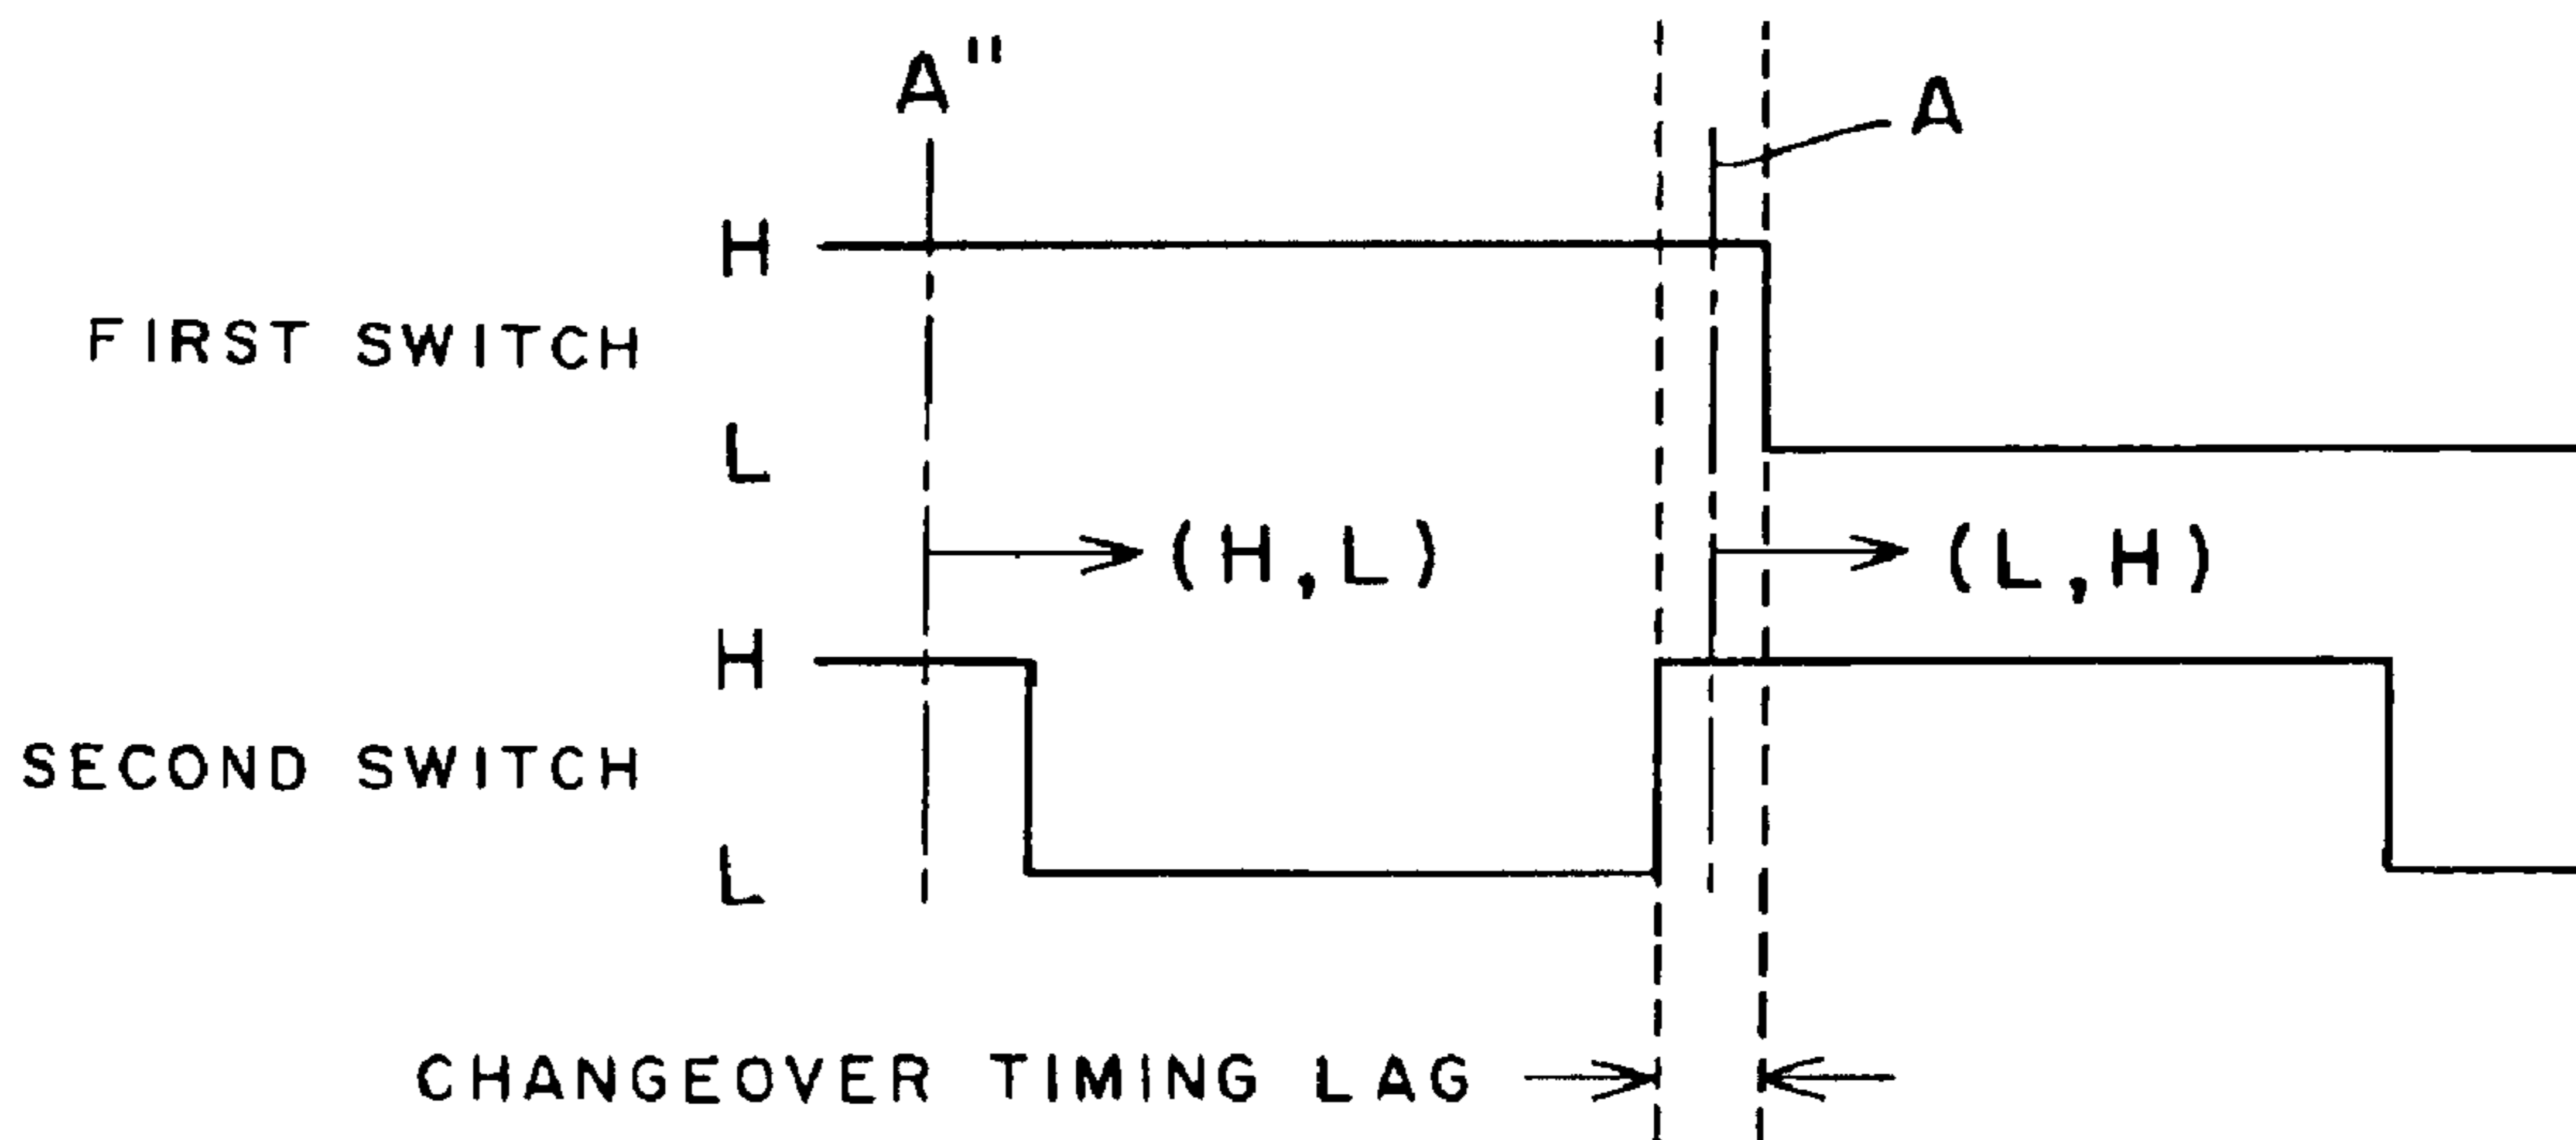 A"
A
H
FIRST SWITCH
L
(H,L)
(L,H)
H
SECOND SWITCH
L
CHANGEOVER TIMING LAG